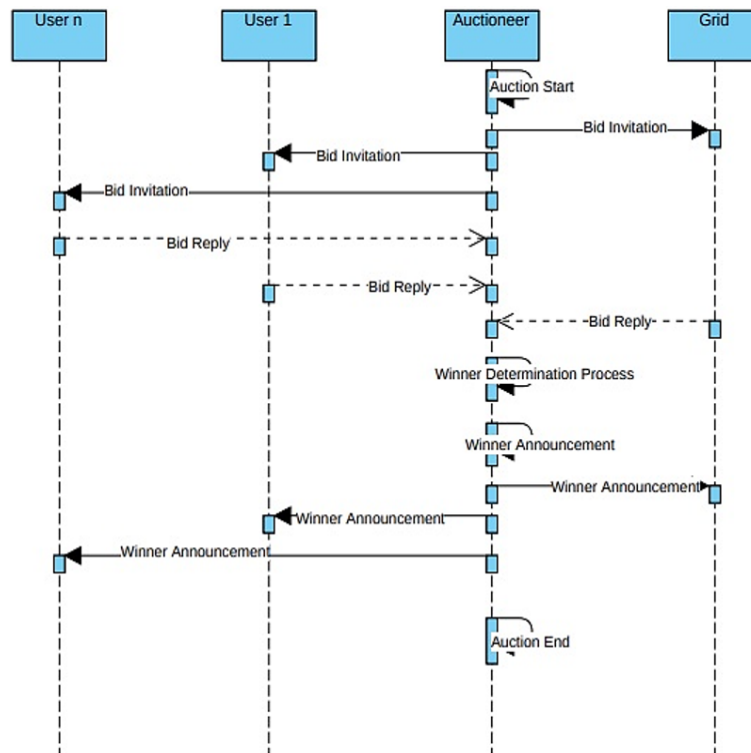 User n
User 1
Auctioneer
Grid
Auction Start
Bid Invitation
Bid Invitation
Bid Invitation
Bid Reply
Bid Reply
Bid Reply
Winner Determination Process
Winner Announcement
Winner Announcement
Winner Announcement
Winner Announcement
Auction End